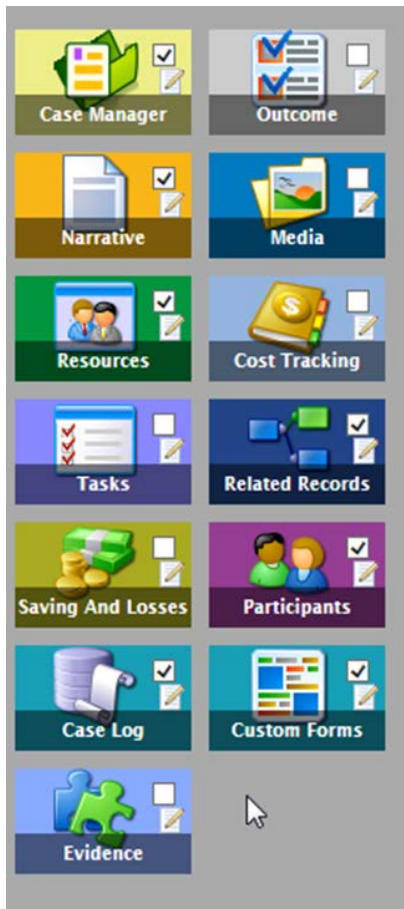 Case Manager
Outcome
Narrative
Media
Resources
Cost Tracking
Tasks
Related Records
Saving And Losses
Participants
Case Log
Custom Forms
Evidence